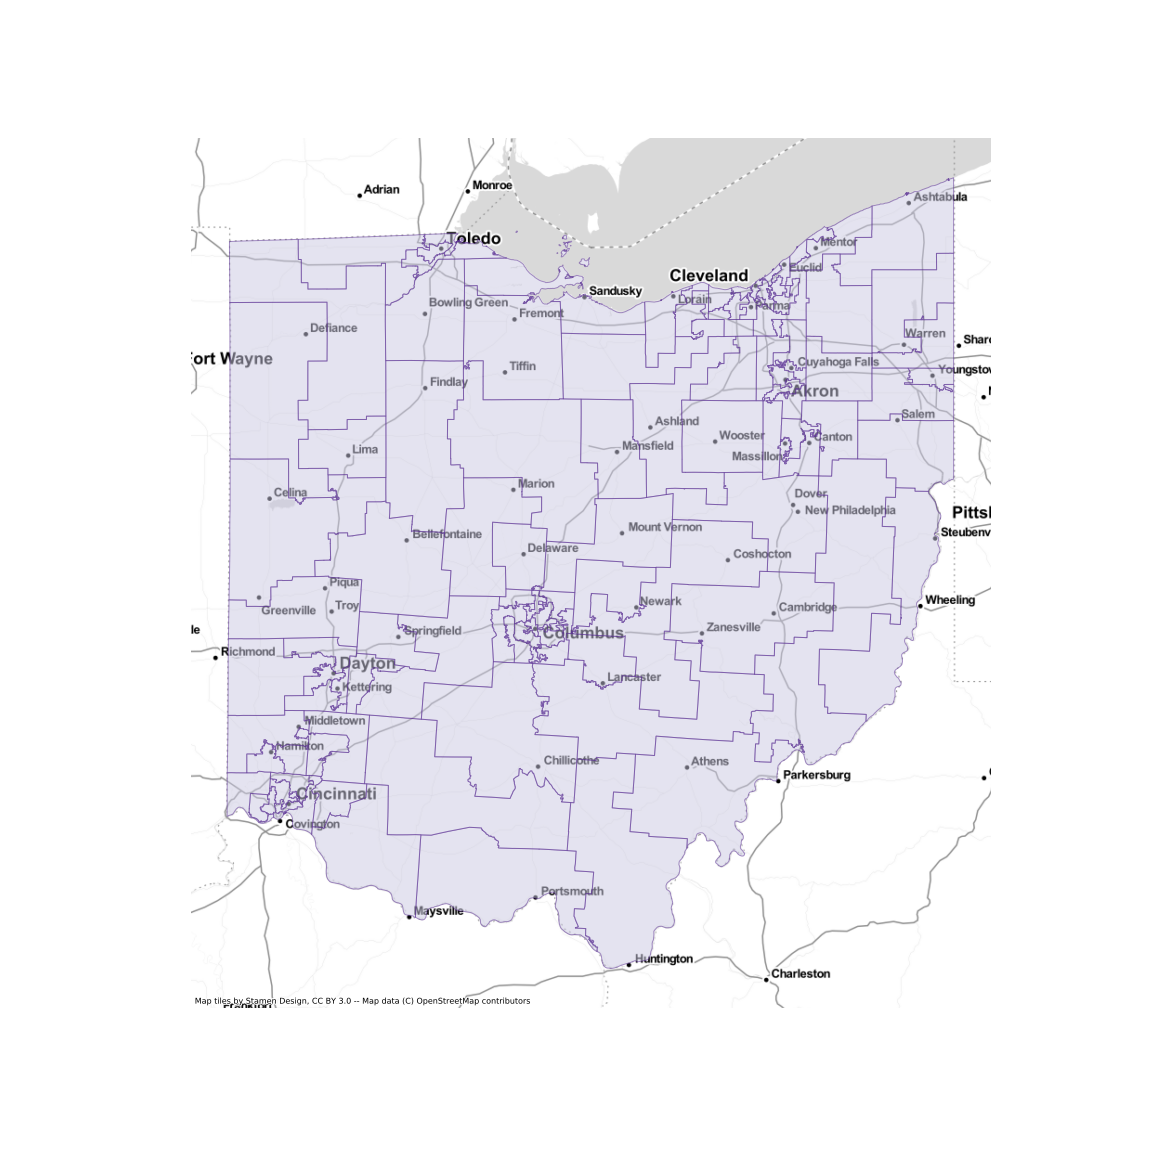 Adrian
Monroe
Ashtabula
Toledo
Mentor
Euclid
Cleveland
Sandusky
Lorain
Bowling Green
Fremont
Parma
Defiance
Warren
ort Wayne
Tiffin
Cuyahoga Falls
Findlay
Akron
Salem
Ashland
Wooster
Canton
Lima
Mansfield
Massillon
Marion
Celina
Dover
New Philadelphia
Bellefontaine
Mount Vernon
Delaware
Coshocton
Piqua
Greenville
Troy
Newark
Cambridge
Wheeling
Springfield
Columbus
Zanesville
le
Richmond
Dayton
Kettering
Lancaster
Middletown
Hamilton
Chillicothe
Athens
Parkersburg
Cincinnati
Covington
Portsmouth
Maysville
Huntington
Charleston
Map tiles by Stamen Design, CC BY 3.0 -- Map data (C) OpenStreetMap contributors